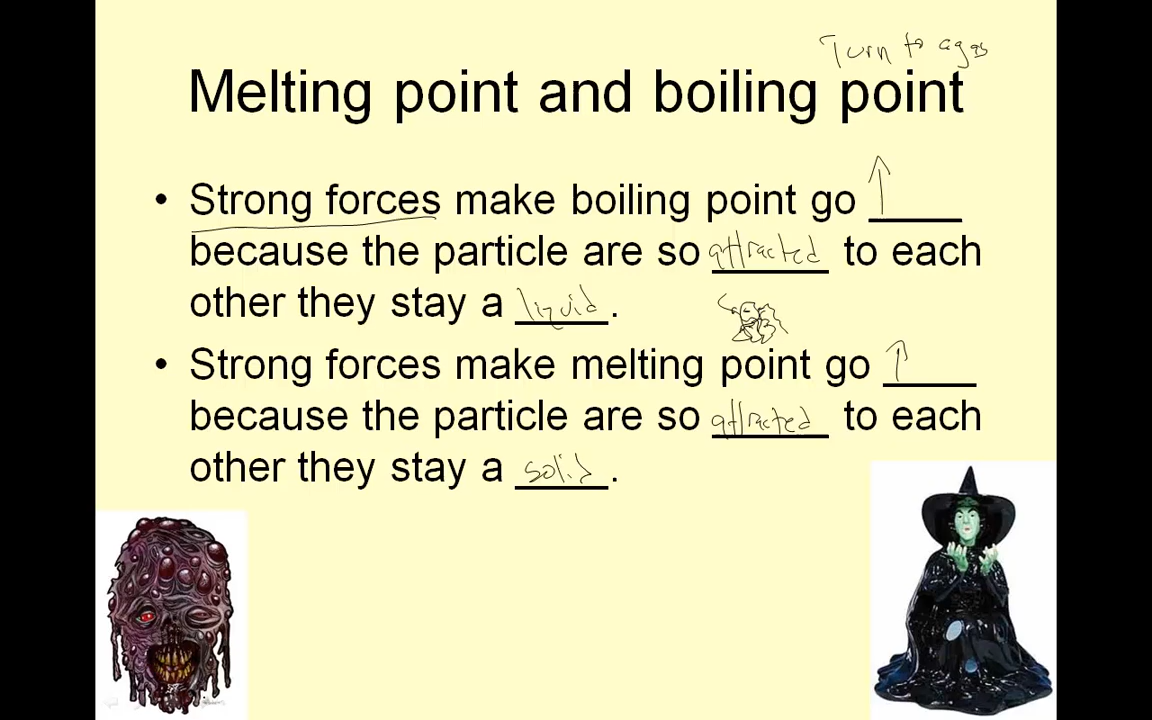 Turn to a gas
Melting point and boiling point
• Strong forces make boiling point go ↑
because the particle are so attracted to each
other they stay a liquid.
• Strong forces make melting point go ↑
because the particle are so attracted to each
other they stay a solid.